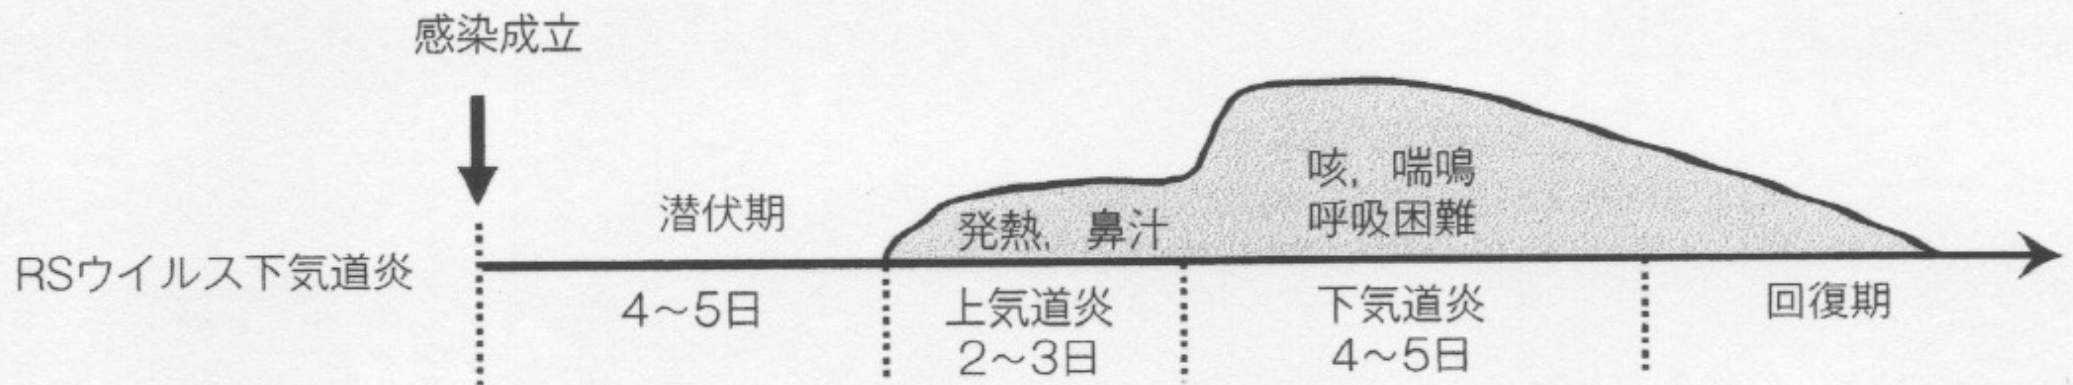 感染成立
潜伏期
発熱, 鼻汁
咳, 喘鳴
呼吸困難
RSウイルス下気道炎
4〜5日
上気道炎
2〜3日
下気道炎
4〜5日
回復期